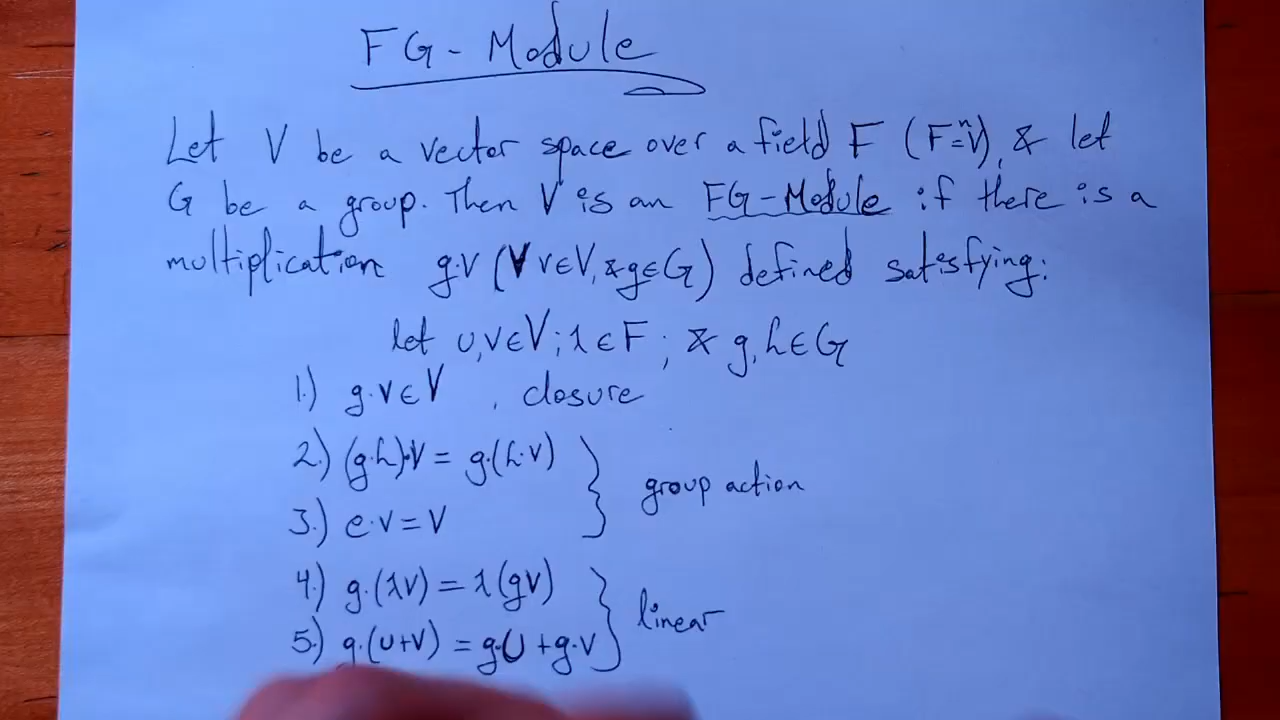 FG-Module
Let V be a vector space over a field F (Fⁿ=V), & let
G be a group. Then V is an FG-Module if there is a
multiplication g·v (∀ v∈V, & g∈G) defined satisfying:
let u,v∈V; λ∈F; & g,h∈G
1.) g·v∈V , closure
2.) (g·h)·v = g·(h·v)
group action
3.) e·v = v
4.) g·(λv) = λ(gv)
linear
5.) g·(u+v) = g·u + g·v